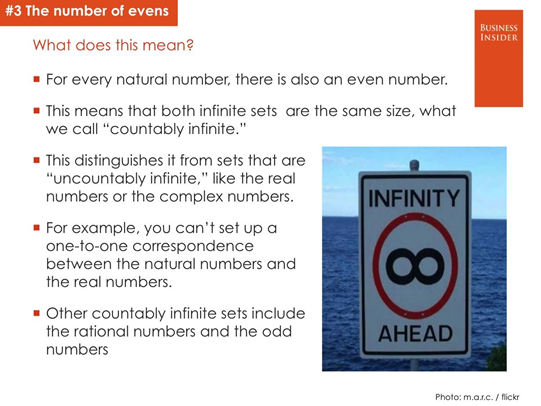 #3 The number of evens
BUSINESS
INSIDER
What does this mean?
For every natural number, there is also an even number.
This means that both infinite sets are the same size, what
we call “countably infinite.”
This distinguishes it from sets that are
“uncountably infinite,” like the real
numbers or the complex numbers.
For example, you can’t set up a
one-to-one correspondence
between the natural numbers and
the real numbers.
Other countably infinite sets include
the rational numbers and the odd
numbers
INFINITY
∞
AHEAD
Photo: m.a.r.c. / flickr